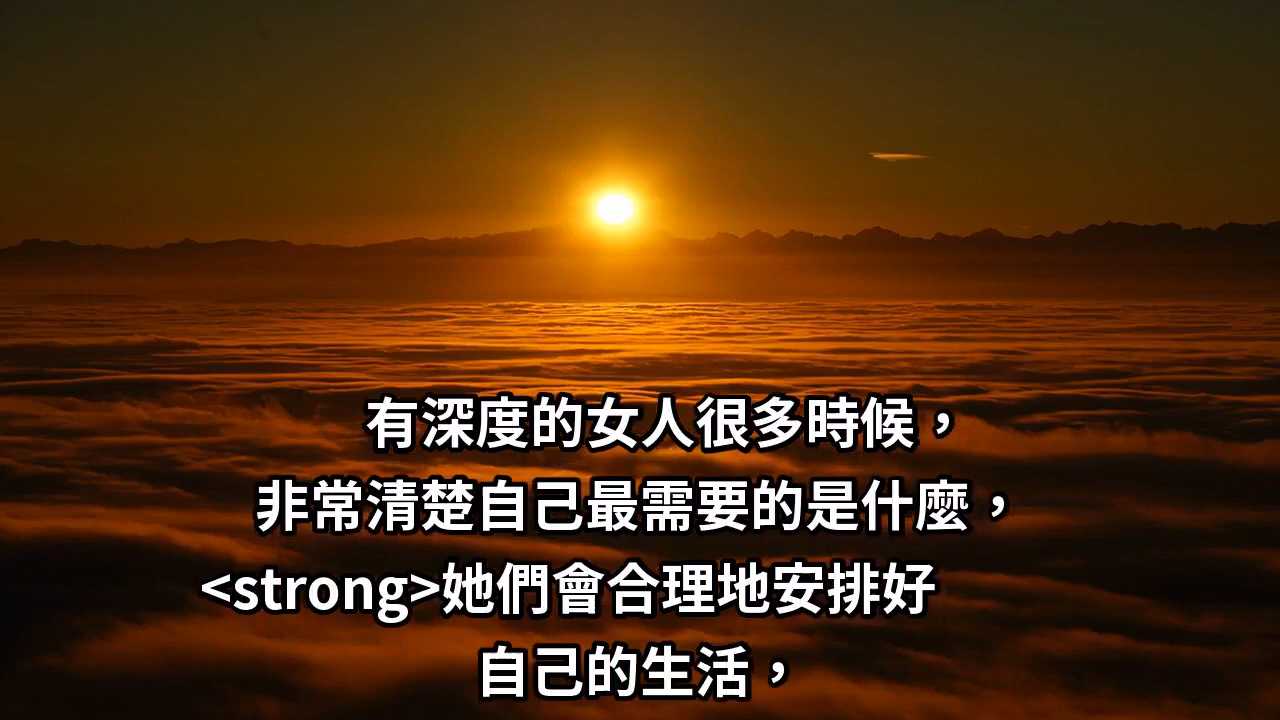 有深度的女人很多時候，
非常清楚自己最需要的是什麼，
<strong>她們會合理地安排好
自己的生活，